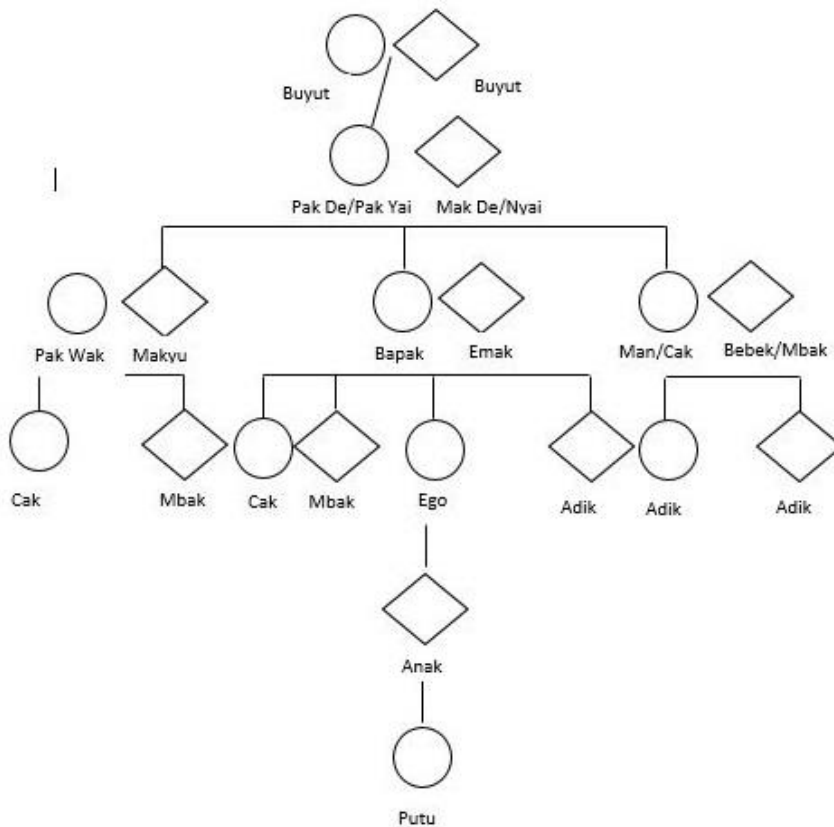 Buyut Buyut
Pak De/Pak Yai Mak De/Nyai
Pak Wak Makyu Bapak Emak Man/Cak Bebek/Mbak
Cak Mbak Cak Mbak Ego Adik Adik Adik
Anak
Putu